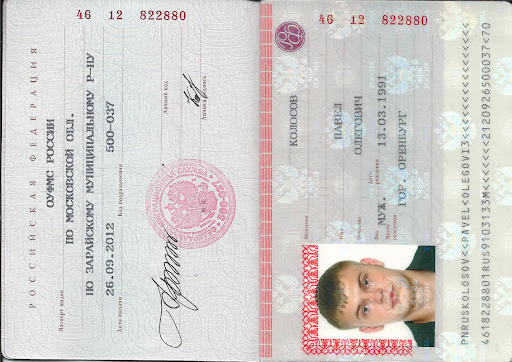 РОССИЙСКАЯ ФЕДЕРАЦИЯ
Паспорт выдан
ОУФМС РОССИИ
ПО МОСКОВСКОЙ ОБЛ.
ПО ЗАРАЙСКОМУ МУНИЦИПАЛЬНОМУ Р-НУ
Дата выдачи
26.09.2012
Код подразделения
500-037
Личный код
Личная подпись
46 12 822880
46 12 822880
Фамилия
КОЛОСОВ
Имя
ПАВЕЛ
Отчество
ОЛЕГОВИЧ
Пол
МУЖ.
Дата рождения
13.03.1991
Место рождения
ГОР. ОРЕНБУРГ
PNRUSKOLOSOV<<PAVEL<OLEGOVI3<<<<<<<<<<<<<<<<
4618228801RUS9103133M<<<<<<<2120926500037<70